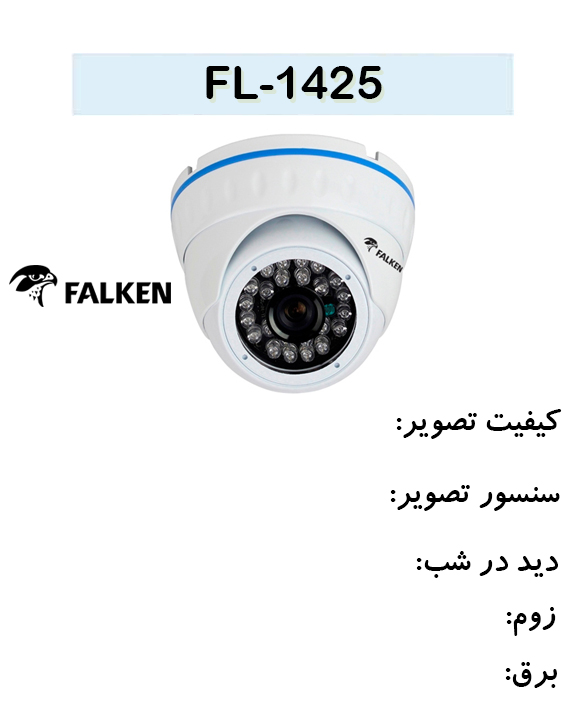 FL-1425
FALKEN
FALKEN
کیفیت تصویر:
سنسور تصویر:
دید در شب:
زوم:
برق: